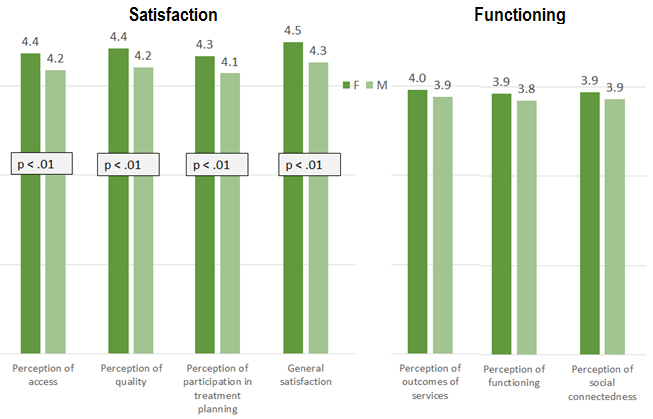 Satisfaction
Functioning
4.4
4.2
4.4
4.2
4.3
4.1
4.5
4.3
F M
4.0
3.9
3.9
3.8
3.9
3.9
p < .01
p < .01
p < .01
p < .01
Perception of
access
Perception of
quality
Perception of
participation in
treatment
planning
General
satisfaction
Perception of
outcomes of
services
Perception of
functioning
Perception of
social
connectedness